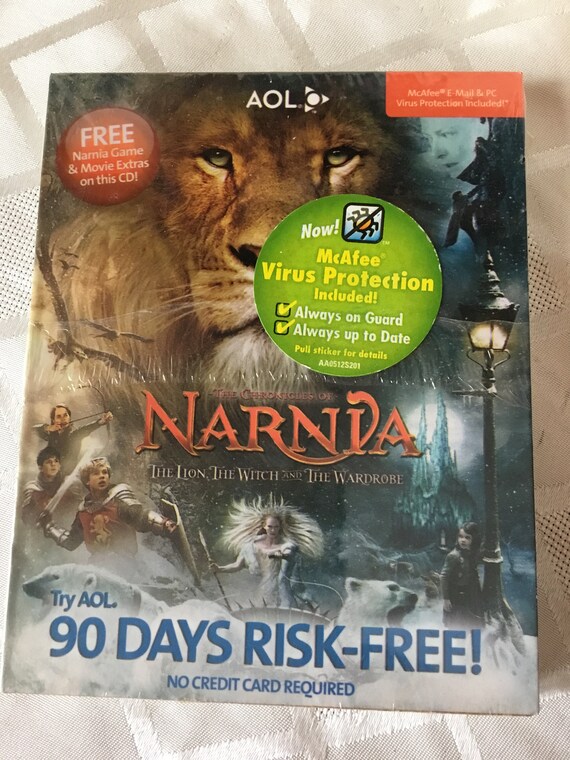 AOL
McAfee® E-Mail & PC
Virus Protection Included!*
FREE
Narnia Game
& Movie Extras
on this CD!
Now!
McAfee®
Virus Protection
Included!
Always on Guard
Always up to Date
Pull sticker for details
AA0512S201
THE CHRONICLES OF
NARNIA
THE LION, THE WITCH AND THE WARDROBE
Try AOL.
90 DAYS RISK-FREE!
NO CREDIT CARD REQUIRED